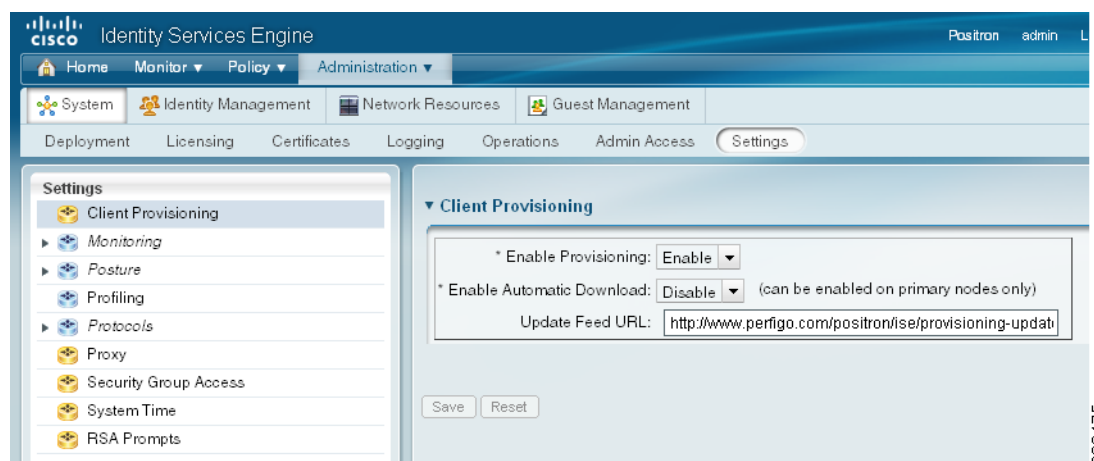 cisco Identity Services Engine Positron admin L
Home Monitor ▾ Policy ▾ Administration ▾
System Identity Management Network Resources Guest Management
Deployment Licensing Certificates Logging Operations Admin Access Settings
Settings
Client Provisioning
Monitoring
Posture
Profiling
Protocols
Proxy
Security Group Access
System Time
RSA Prompts
▾ Client Provisioning
* Enable Provisioning: Enable
* Enable Automatic Download: Disable (can be enabled on primary nodes only)
Update Feed URL: http://www.perfigo.com/positron/ise/provisioning-updat
Save Reset